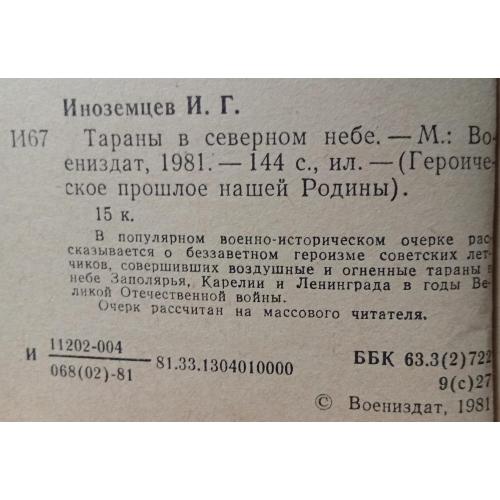 Иноземцев И. Г.
И67 Тараны в северном небе. — М.: Во-
ениздат, 1981. — 144 с., ил. — (Героиче-
ское прошлое нашей Родины).
15 к.
В популярном военно-историческом очерке рас-
сказывается о беззаветном героизме советских лет-
чиков, совершивших воздушные и огненные тараны в
небе Заполярья, Карелии и Ленинграда в годы Ве-
ликой Отечественной войны.
Очерк рассчитан на массового читателя.
И 11202-004
068(02)-81 81.33.1304010000 ББК 63.3(2)722
9(с)27
© Воениздат, 1981